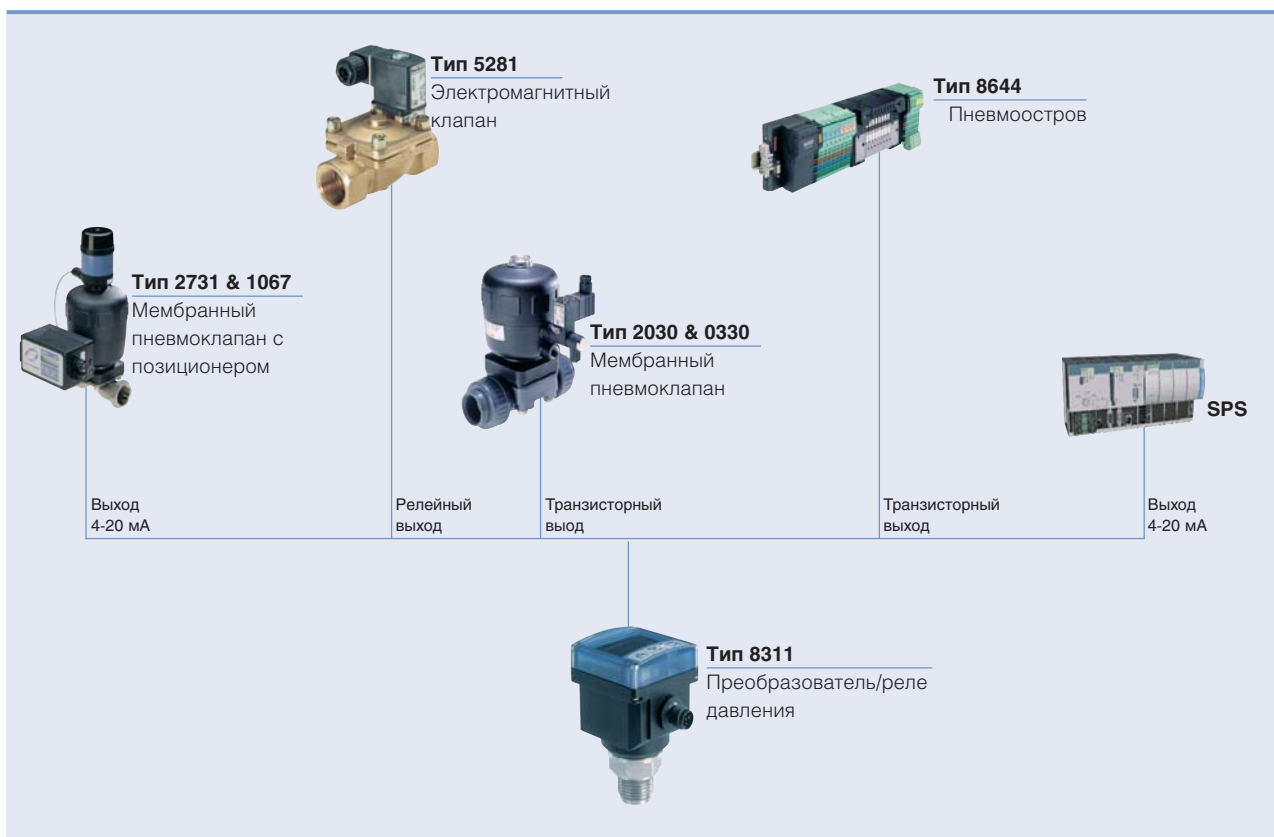 Тип 5281
Электромагнитный
клапан
Тип 8644
Пневмоостров
Тип 2731 & 1067
Мембранный
пневмоклапан с
позиционером
Тип 2030 & 0330
Мембранный
пневмоклапан
SPS
Выход
4-20 мА
Релейный
выход
Транзисторный
выод
Транзисторный
выход
Выход
4-20 мА
Тип 8311
Преобразователь/реле
давления